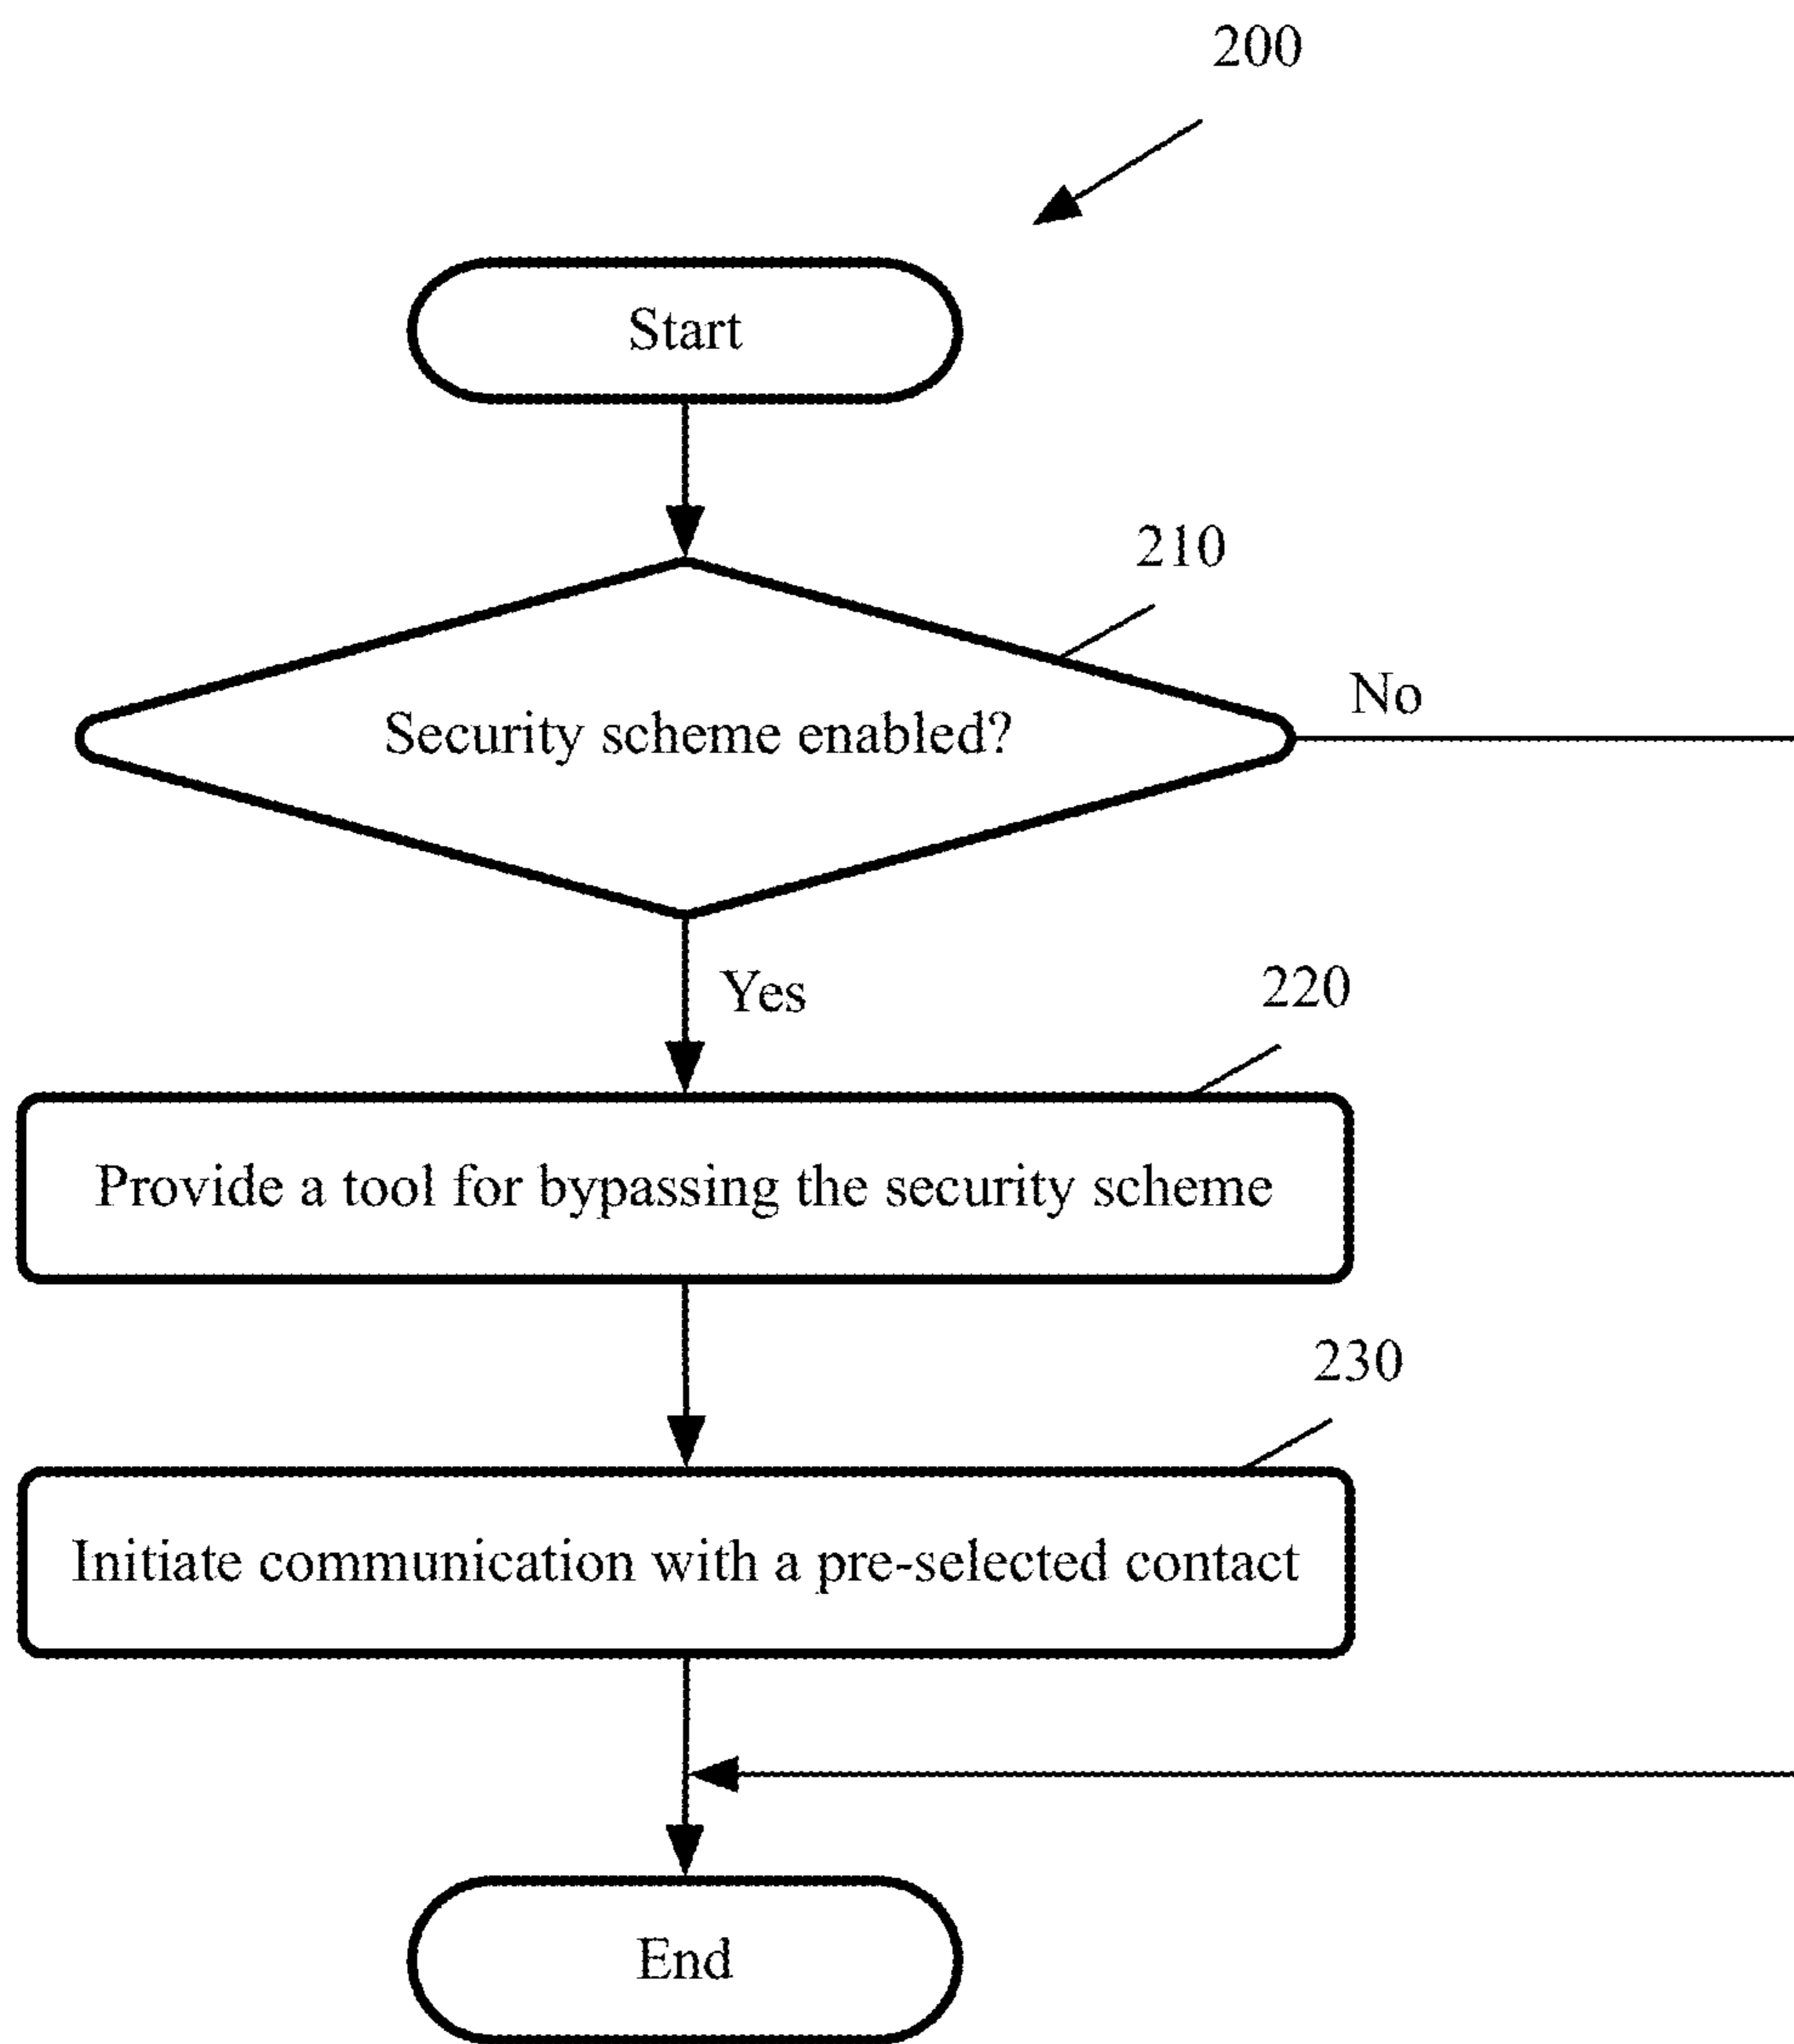 200
Start
210
No
Security scheme enabled?
Yes
220
Provide a tool for bypassing the security scheme
230
Initiate communication with a pre-selected contact
End